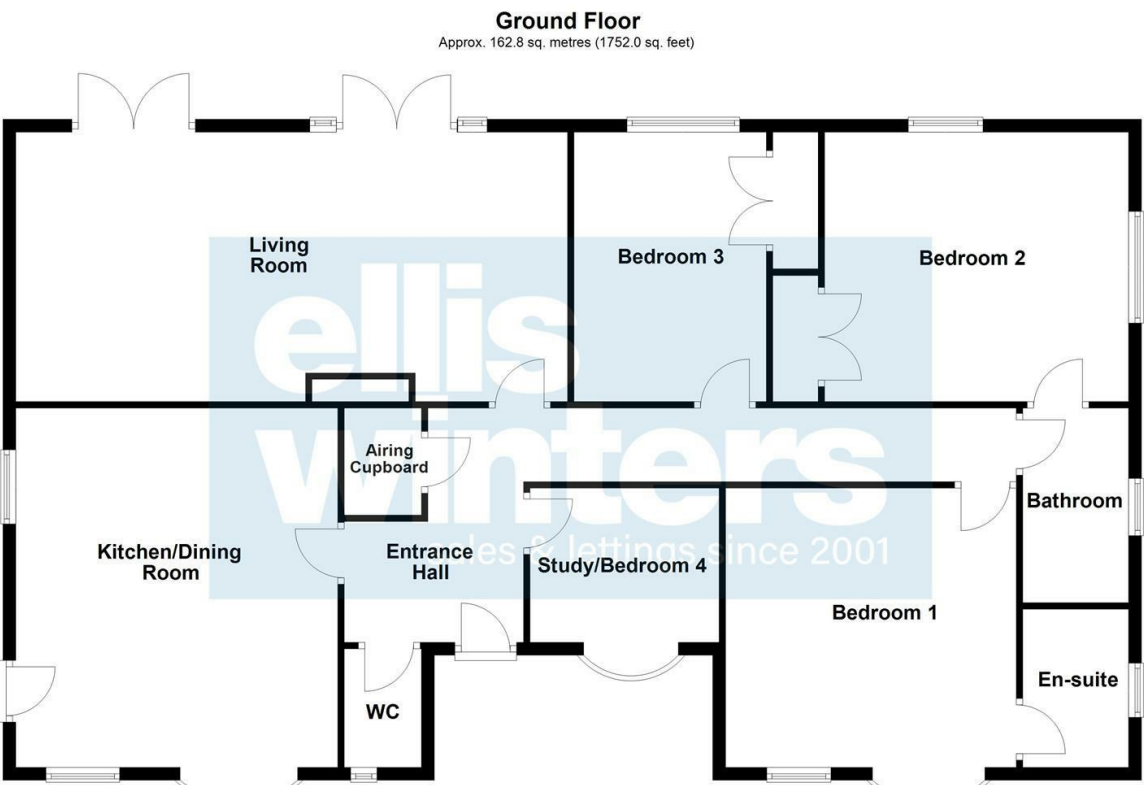 Ground Floor
Approx. 162.8 sq. metres (1752.0 sq. feet)
Living
Room
Bedroom 3
Bedroom 2
ellis
winters
sales & lettings since 2001
Airing
Cupboard
Kitchen/Dining
Room
Entrance
Hall
Study/Bedroom 4
Bathroom
Bedroom 1
En-suite
WC